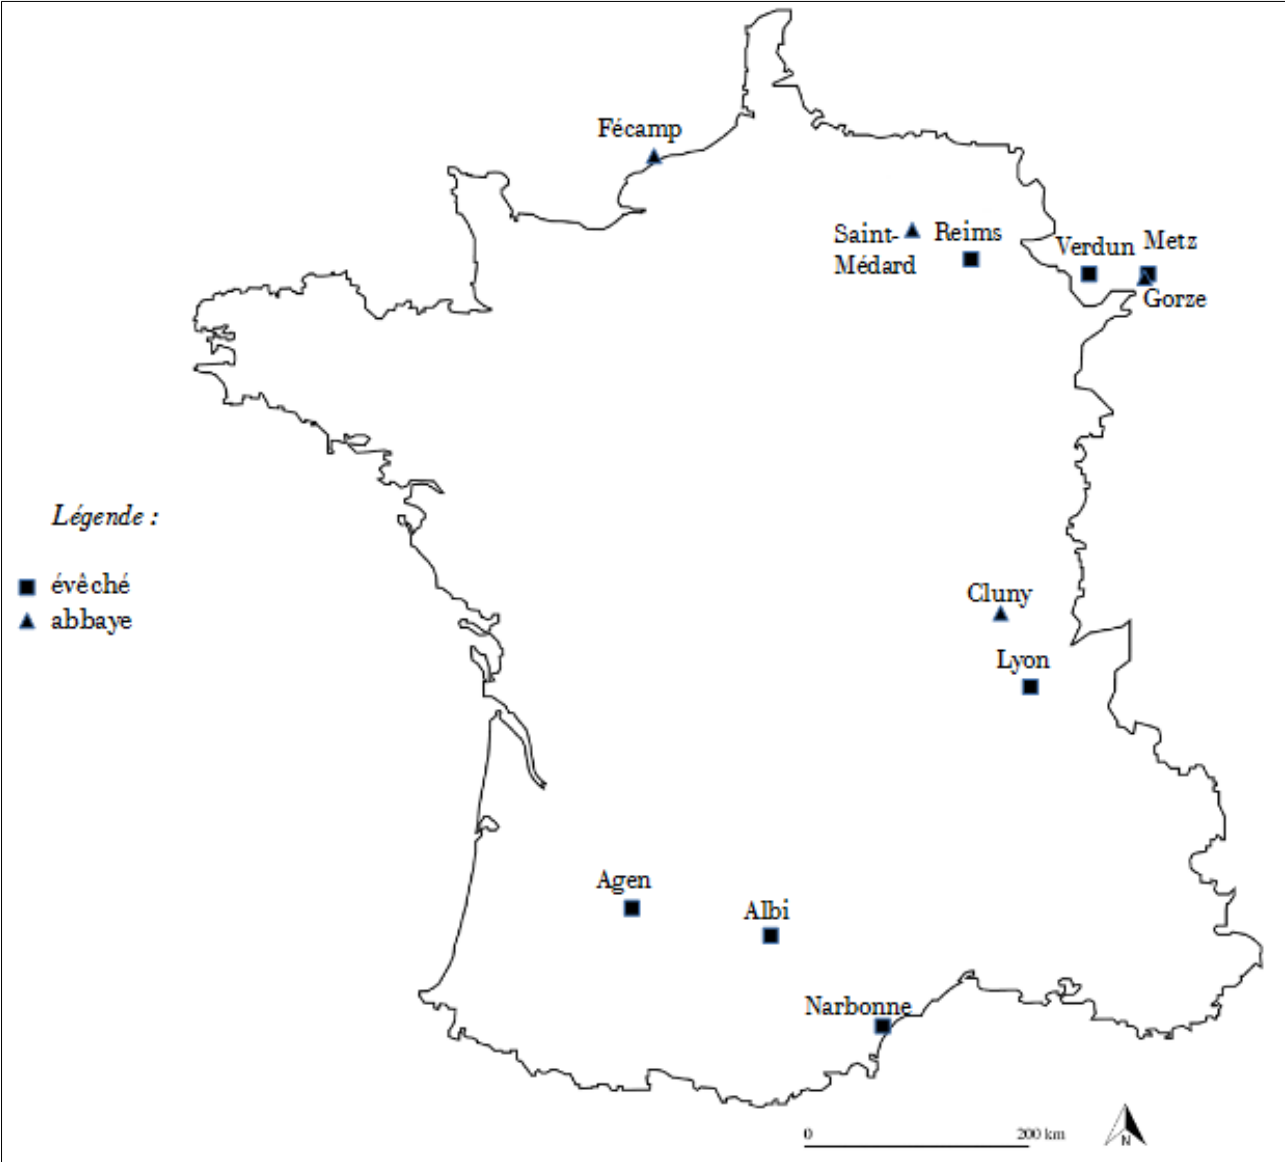 Fécamp
Saint-
Médard
Reims
Verdun
Metz
Gorze
Légende :
évêché
abbaye
Cluny
Lyon
Agen
Albi
Narbonne
0
200 km
N